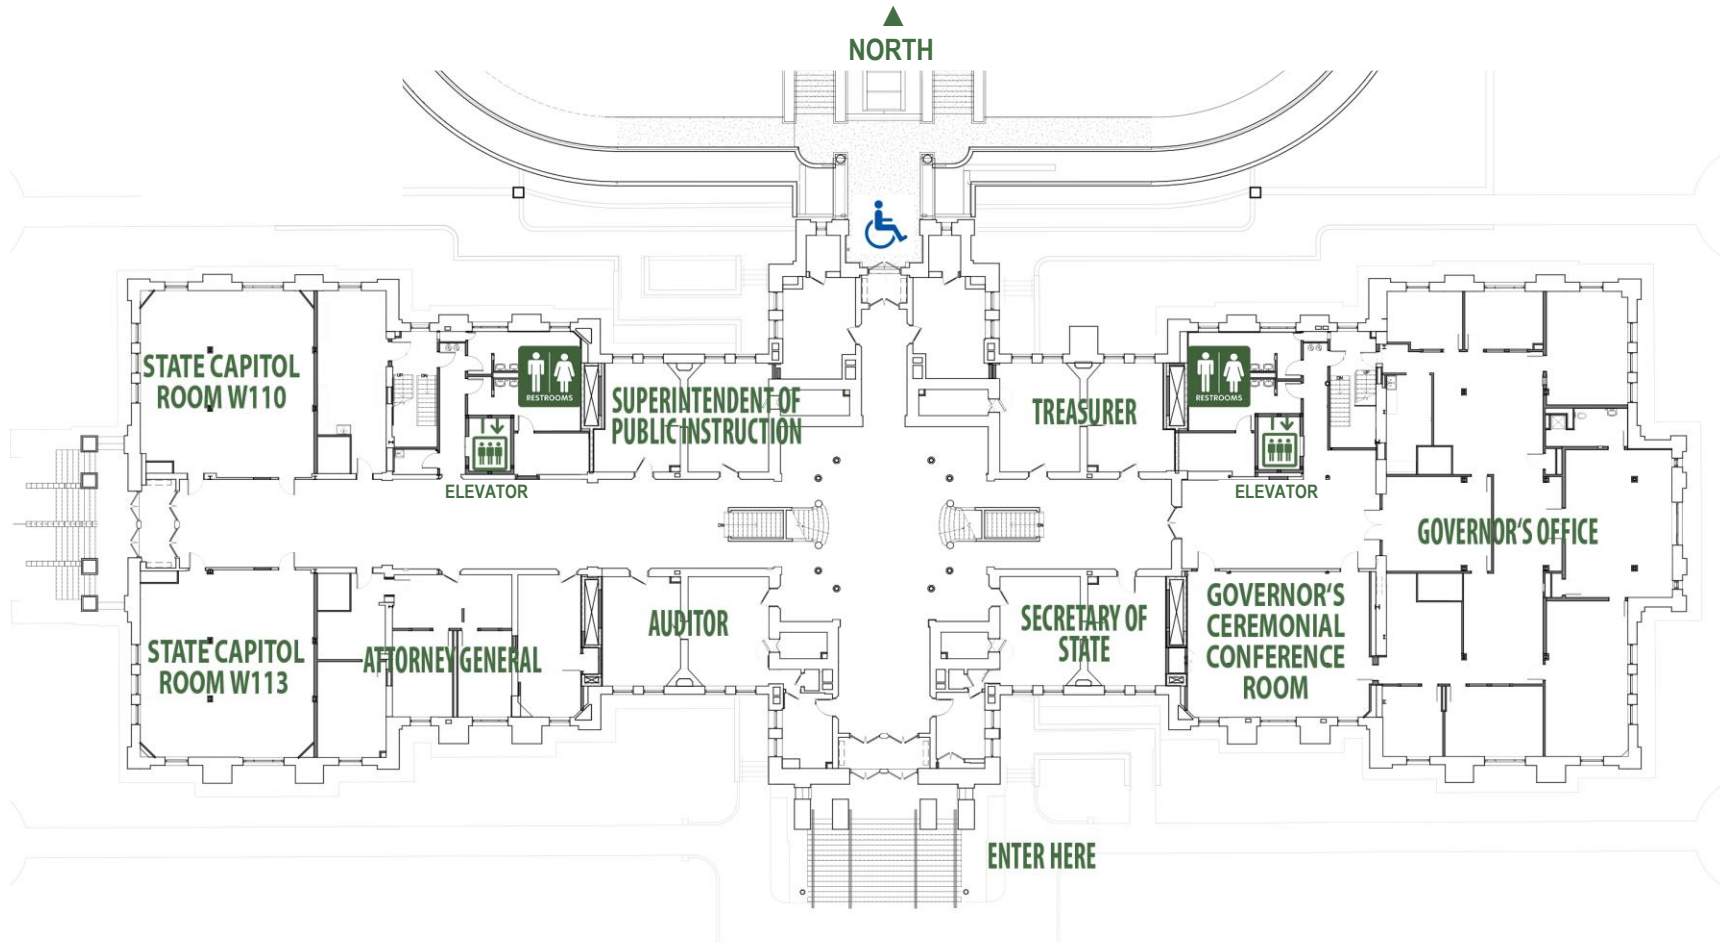 NORTH
STATE CAPITOL
ROOM W110
RESTROOMS
SUPERINTENDENT OF
PUBLIC INSTRUCTION
TREASURER
RESTROOMS
ELEVATOR
ELEVATOR
GOVERNOR'S OFFICE
STATE CAPITOL
ROOM W113
ATTORNEY GENERAL
AUDITOR
SECRETARY OF
STATE
GOVERNOR'S
CEREMONIAL
CONFERENCE
ROOM
ENTER HERE